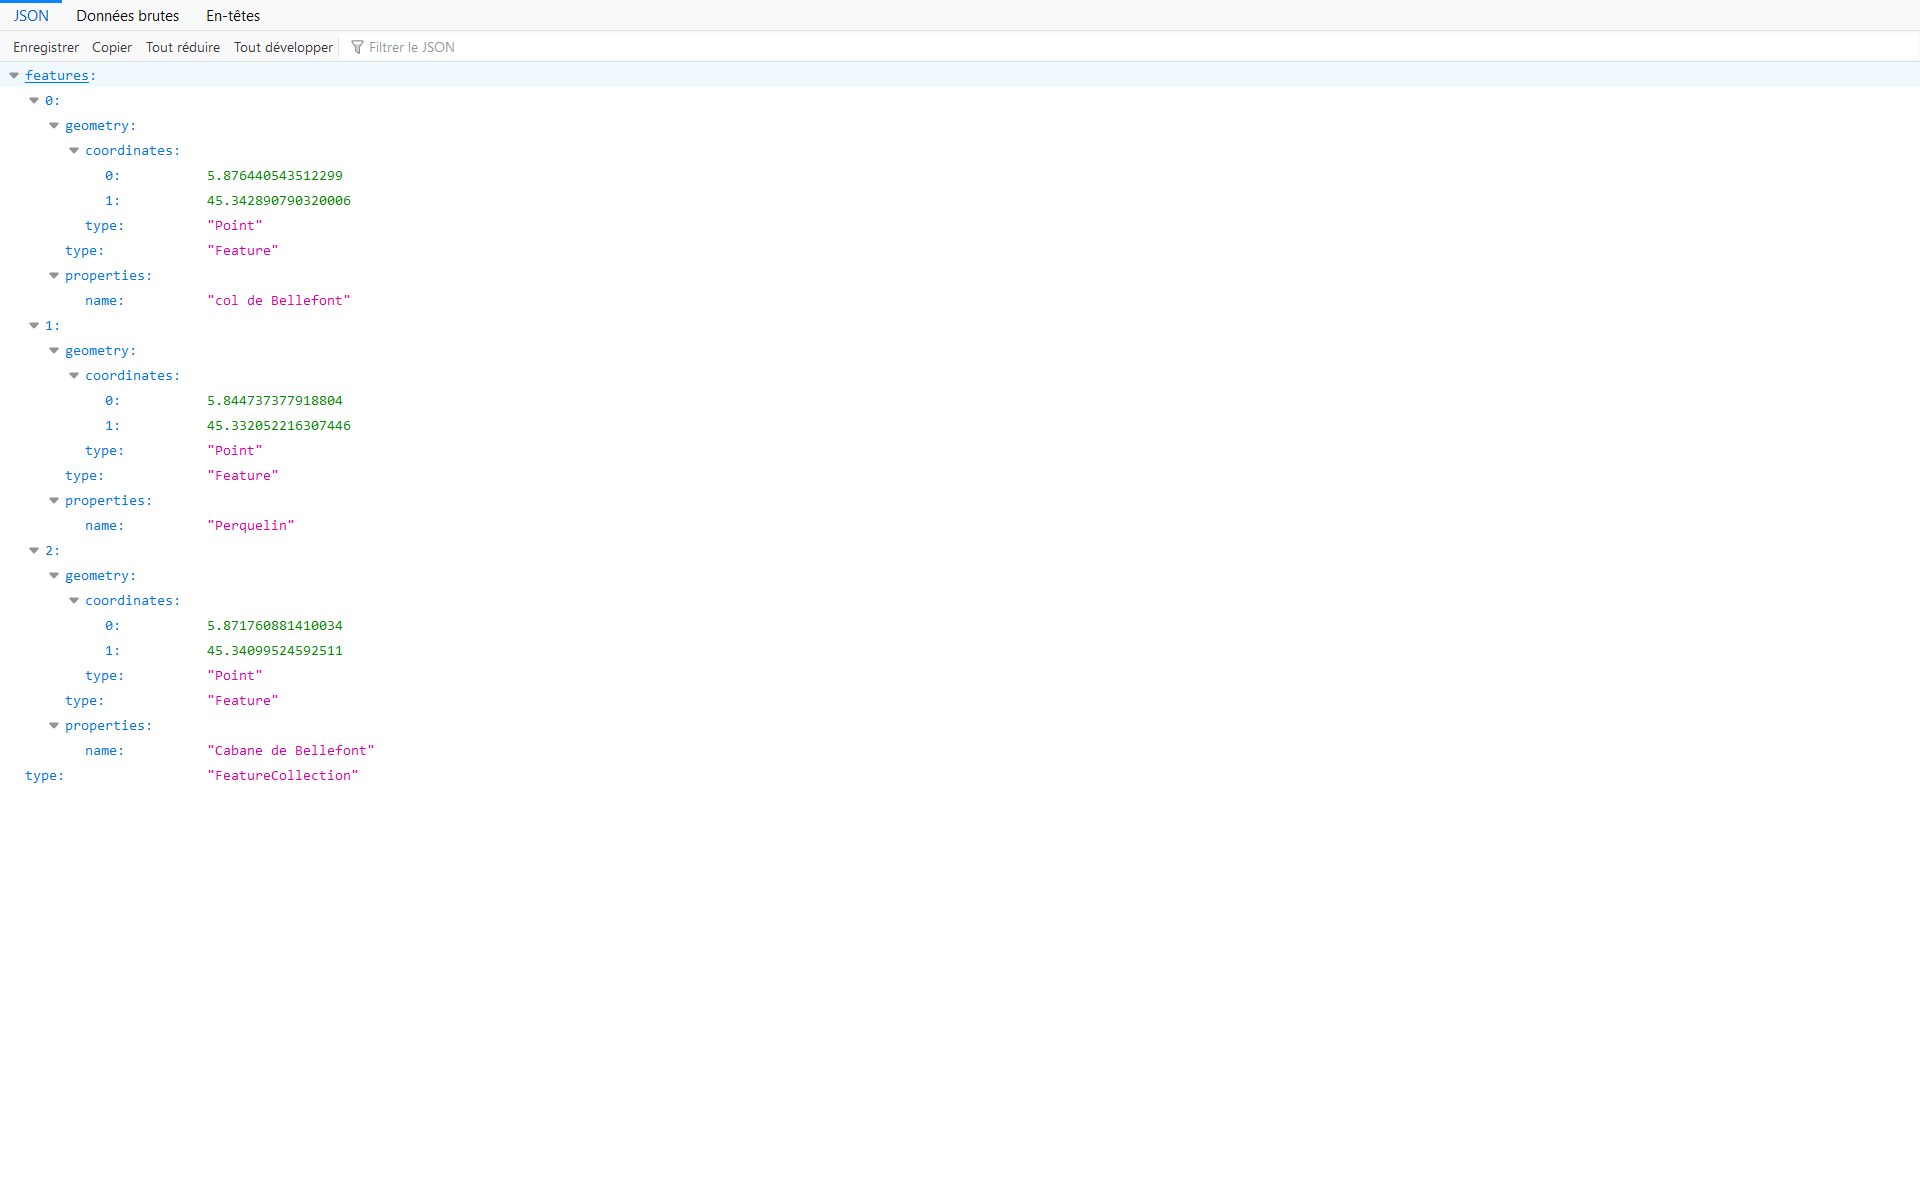 JSON Données brutes En-têtes
Enregistrer Copier Tout réduire Tout développer Filtrer le JSON
features:
0:
geometry:
coordinates:
0: 5.876440543512299
1: 45.342890790320006
type: "Point"
type: "Feature"
properties:
name: "col de Bellefont"
1:
geometry:
coordinates:
0: 5.844737377918804
1: 45.332052216307446
type: "Point"
type: "Feature"
properties:
name: "Perquelin"
2:
geometry:
coordinates:
0: 5.871760881410034
1: 45.34099524592511
type: "Point"
type: "Feature"
properties:
name: "Cabane de Bellefont"
type: "FeatureCollection"